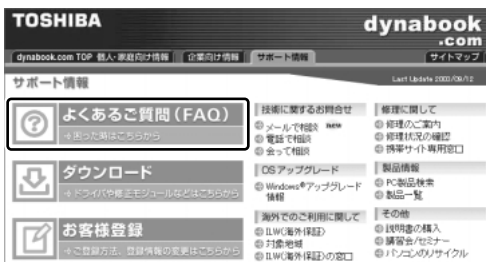 TOSHIBA
dynabook
.com
dynabook.com TOP
個人・家庭向け情報
企業向け情報
サポート情報
サイトマップ
サポート情報
Last Update 2003/09/12
よくあるご質問(FAQ)
→困った時はこちらから
ダウンロード
→ドライバや修正モジュールなどはこちらから
お客様登録
→ご登録方法、登録情報の変更はこちらから
技術に関するお問合せ
メールで相談 NEW
電話で相談
会って相談
OSアップグレード
Windows®アップグレード
情報
海外でのご利用に関して
ILW(海外保証)
対象地域
ILW(海外保証)の窓口
修理に関して
修理のご案内
修理状況の確認
携帯サイト専用窓口
製品情報
PC製品検索
製品一覧
その他
説明書の購入
講習会/セミナー
パソコンのリサイクル